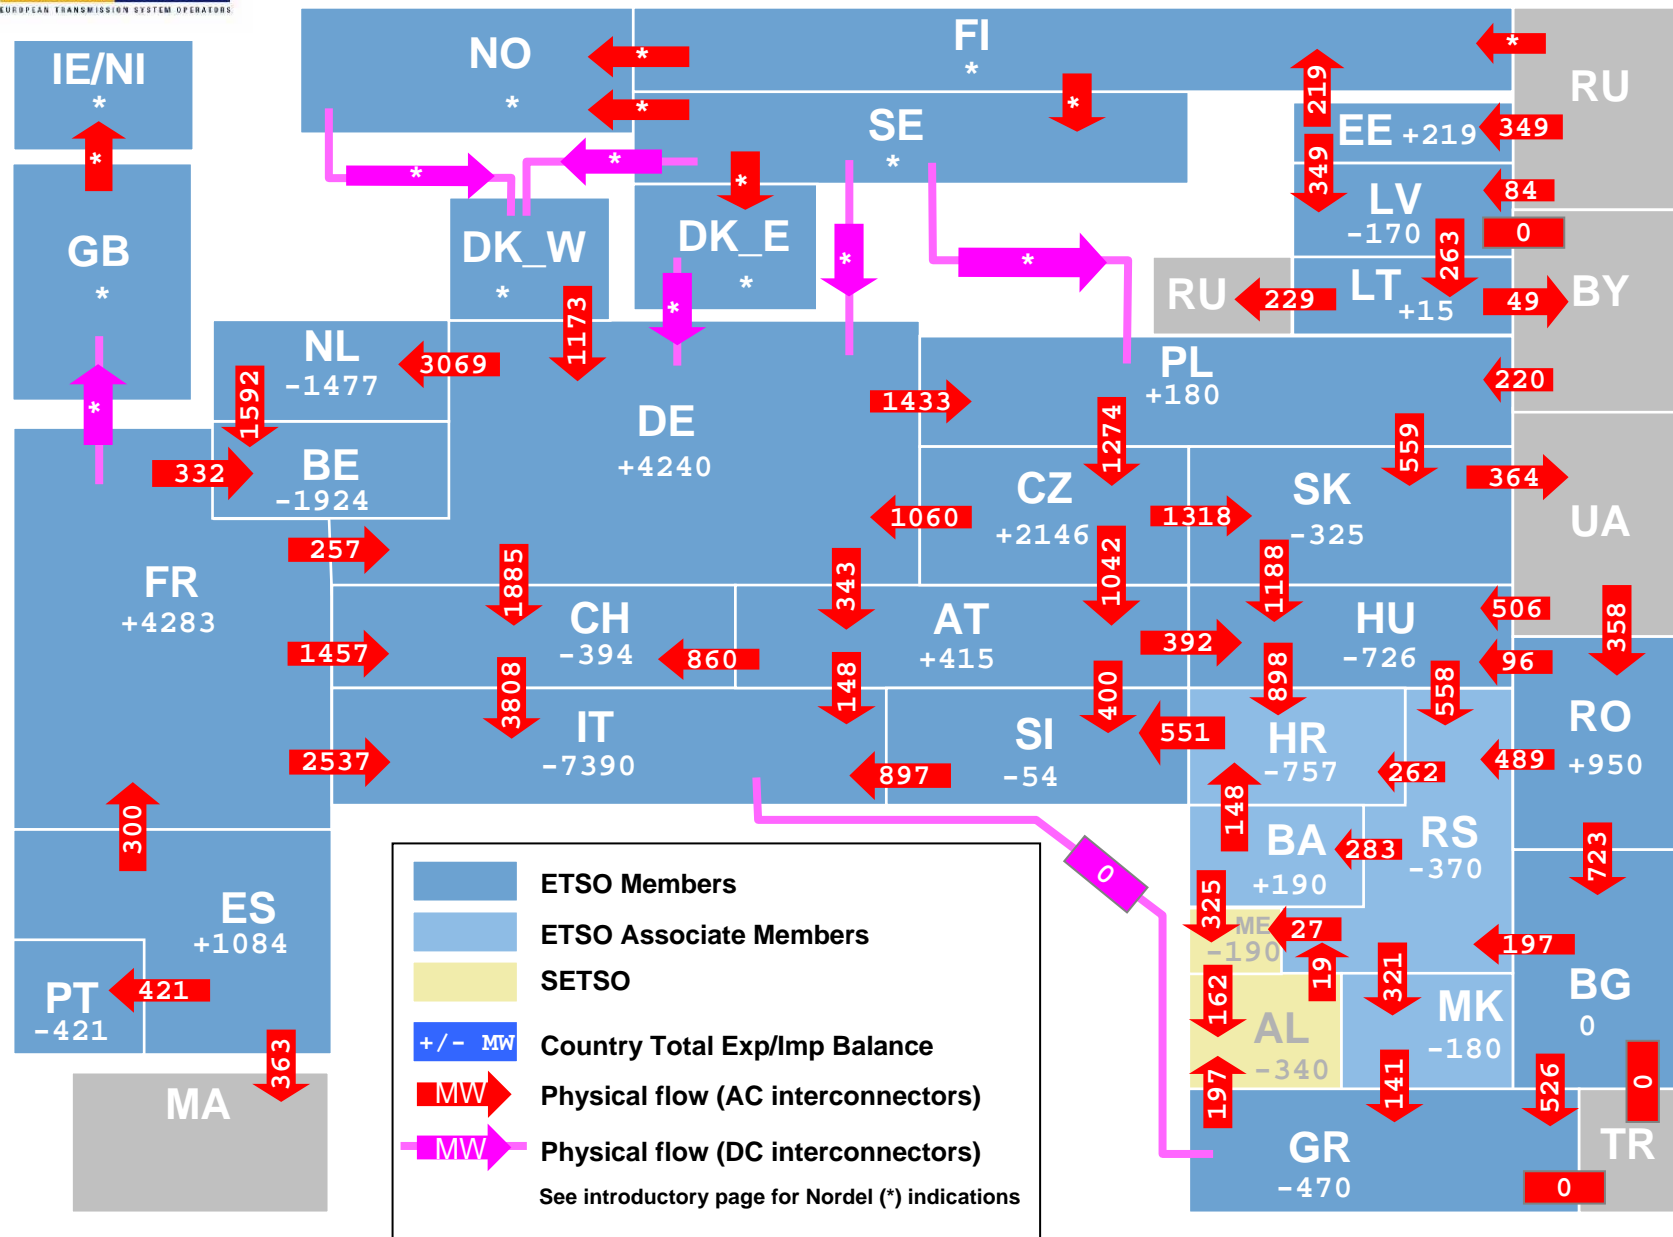 EUROPEAN TRANSMISSION SYSTEM OPERATORS
IE/NI
*
NO
*
FI
*
*
*
*
*
RU
219
EE +219
349
SE
*
*
*
*
349
LV
-170
84
GB
*
DK_W
*
DK_E
*
*
*
*
263
0
RU
229
LT
+15
49
BY
1173
NL
-1477
3069
1592
*
DE
+4240
1433
PL
+180
220
1274
559
332
BE
-1924
CZ
+2146
1060
1318
SK
-325
364
UA
257
FR
+4283
1885
343
1042
1188
506
358
CH
-394
860
AT
+415
392
HU
-726
96
1457
3808
148
400
898
558
IT
-7390
2537
897
SI
-54
551
HR
-757
262
489
RO
+950
300
148
BA
+190
283
RS
-370
723
0
ES
+1084
325
ME
-190
27
197
PT
-421
421
162
19
321
BG
0
AL
-340
MK
-180
363
MA
197
141
526
0
TR
GR
-470
0
ETSO Members
ETSO Associate Members
SETSO
+/- MW Country Total Exp/Imp Balance
MW Physical flow (AC interconnectors)
MW Physical flow (DC interconnectors)
See introductory page for Nordel (*) indications